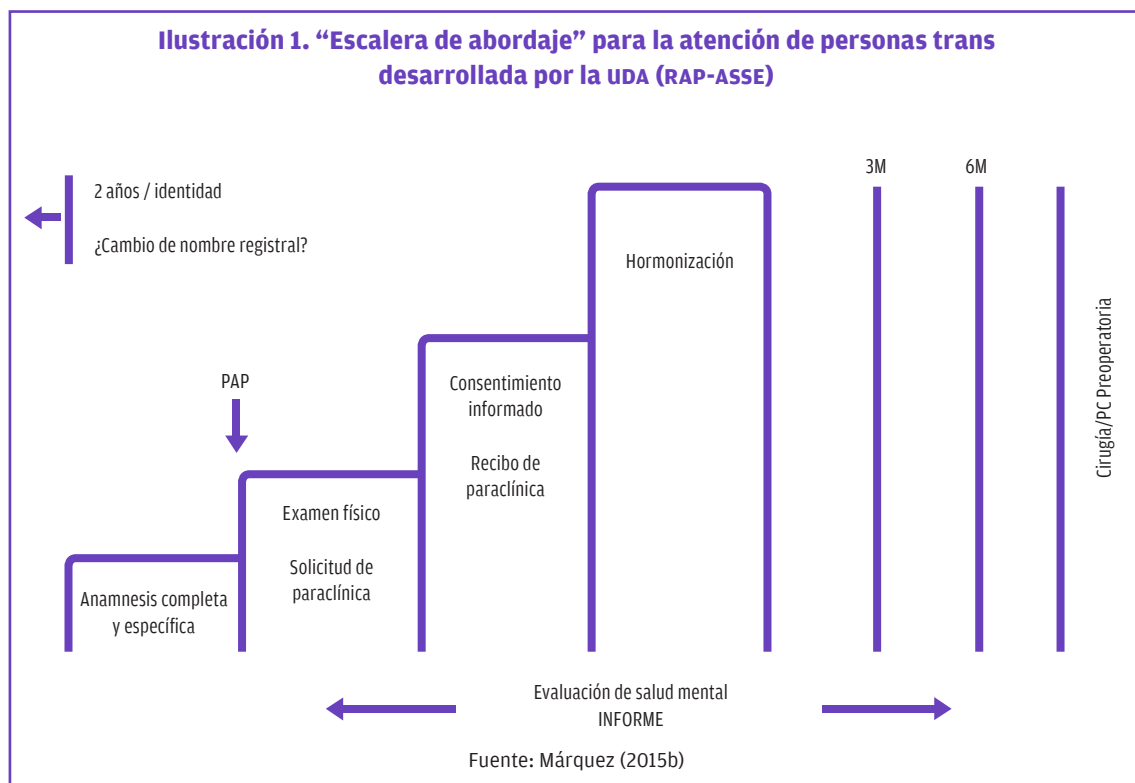 Ilustración 1. “Escalera de abordaje” para la atención de personas trans
desarrollada por la UDA (RAP-ASSE)
2 años / identidad
¿Cambio de nombre registral?
3M
6M
Hormonización
PAP
Consentimiento
informado
Recibo de
paraclínica
Examen físico
Solicitud de
paraclínica
Anamnesis completa
y específica
Cirugía/PC Preoperatoria
Evaluación de salud mental
INFORME
Fuente: Márquez (2015b)